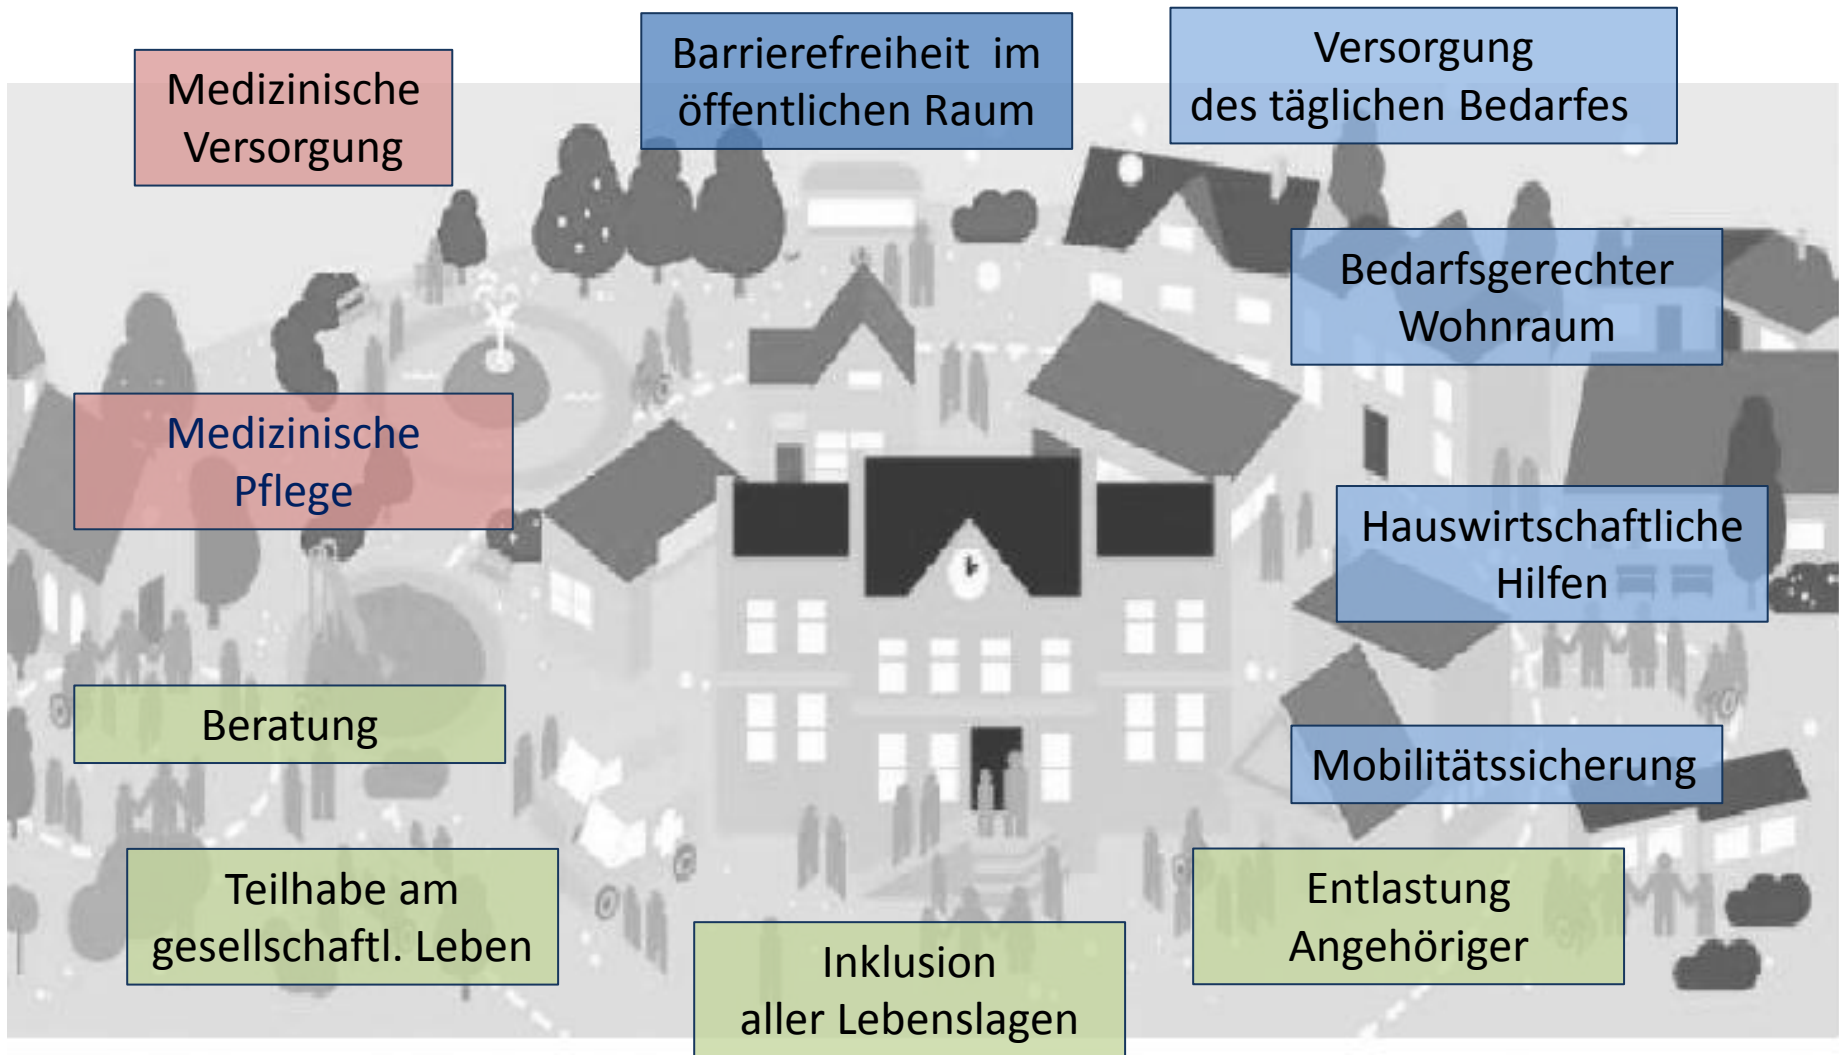 Medizinische
Versorgung
Barrierefreiheit im
öffentlichen Raum
Versorgung
des täglichen Bedarfes
Bedarfsgerechter
Wohnraum
Medizinische
Pflege
Hauswirtschaftliche
Hilfen
Beratung
Mobilitätssicherung
Teilhabe am
gesellschaftl. Leben
Entlastung
Angehöriger
Inklusion
aller Lebenslagen